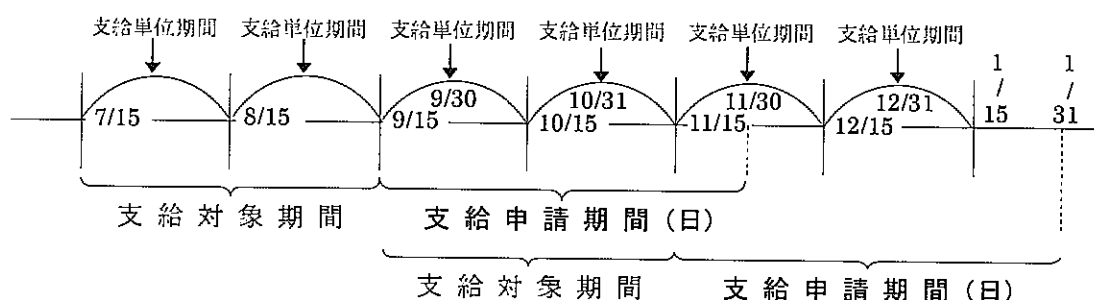 支給単位期間 支給単位期間 支給単位期間 支給単位期間 支給単位期間 支給単位期間
1/15 1/31
9/30 10/31 11/30 12/31
7/15 8/15 9/15 10/15 11/15 12/15
支給対象期間 支給申請期間(日)
支給対象期間 支給申請期間(日)